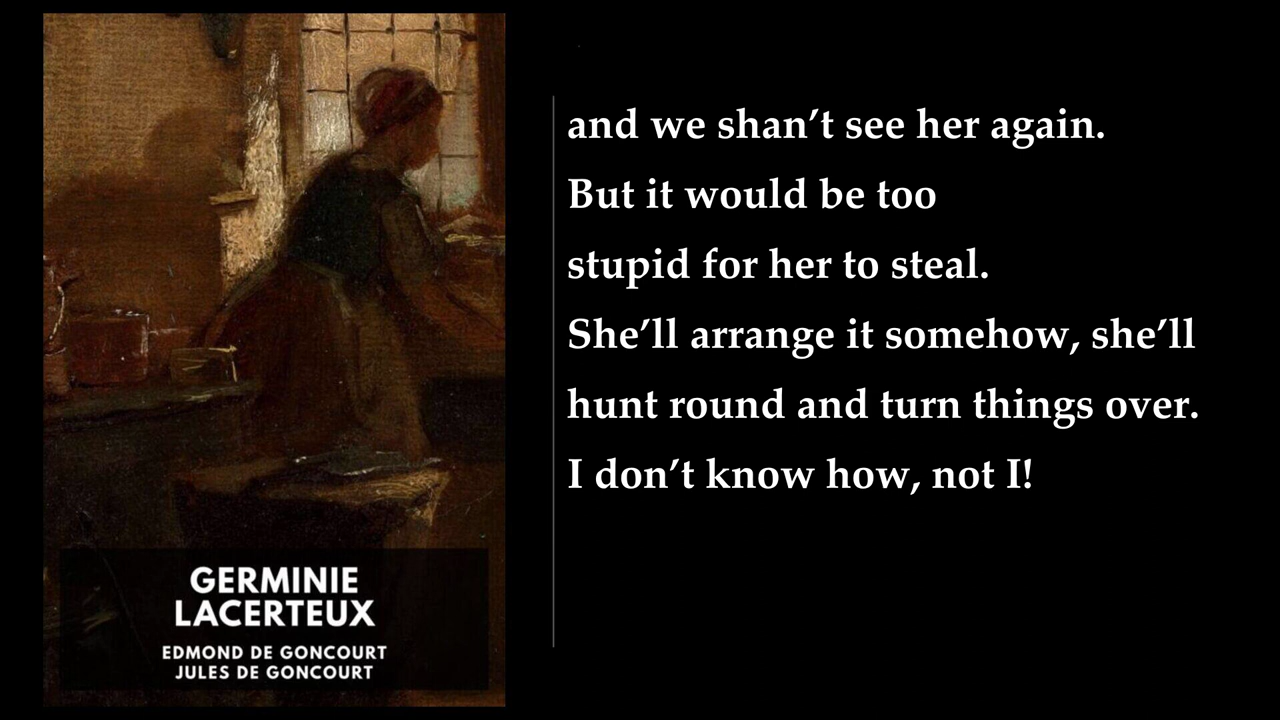 GERMINIE
LACERTEUX
EDMOND DE GONCOURT
JULES DE GONCOURT
and we shan’t see her again.
But it would be too
stupid for her to steal.
She’ll arrange it somehow, she’ll
hunt round and turn things over.
I don’t know how, not I!